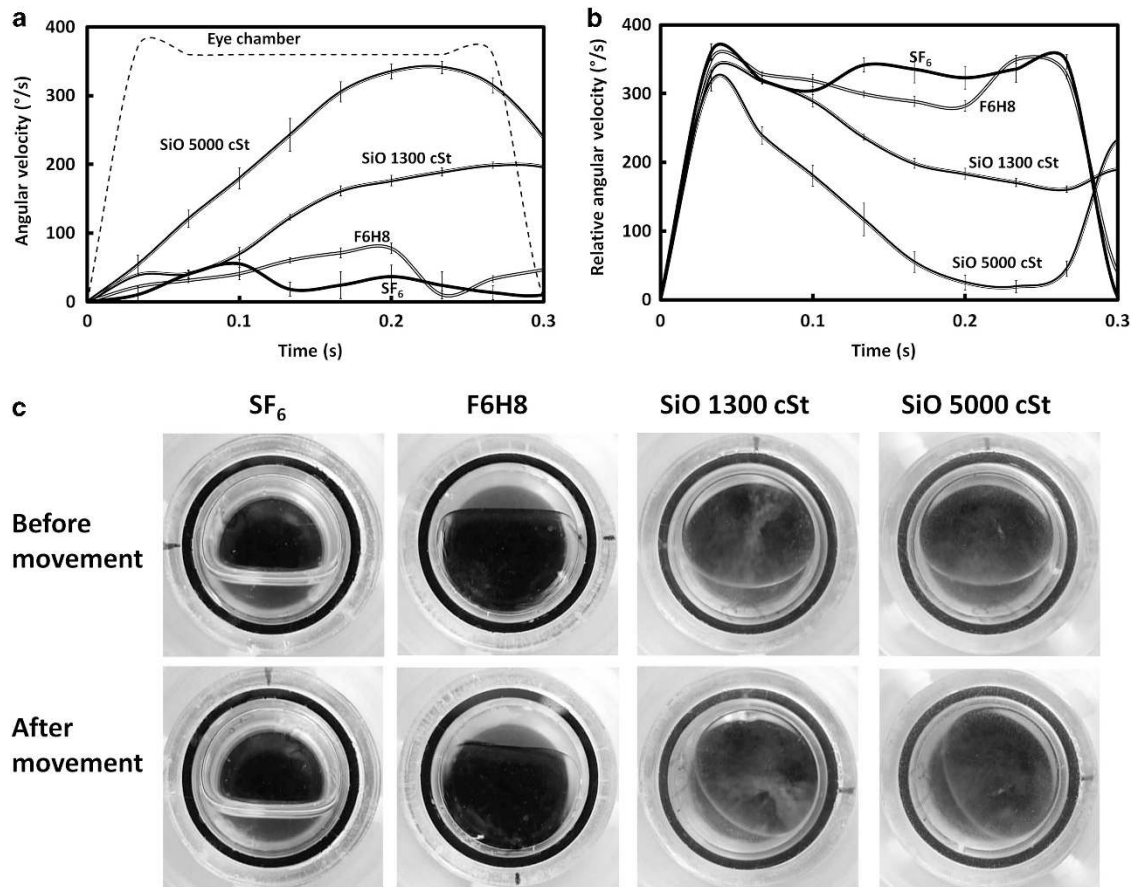 a
Angular velocity (°/s)
400
300
200
100
0
0
0.1
0.2
0.3
Time (s)
Eye chamber
SiO 5000 cSt
SiO 1300 cSt
F6H8
SF₆
b
Relative angular velocity (°/s)
400
300
200
100
0
0
0.1
0.2
0.3
Time (s)
SF₆
F6H8
SiO 1300 cSt
SiO 5000 cSt
c
SF₆ F6H8 SiO 1300 cSt SiO 5000 cSt
Before
movement
After
movement